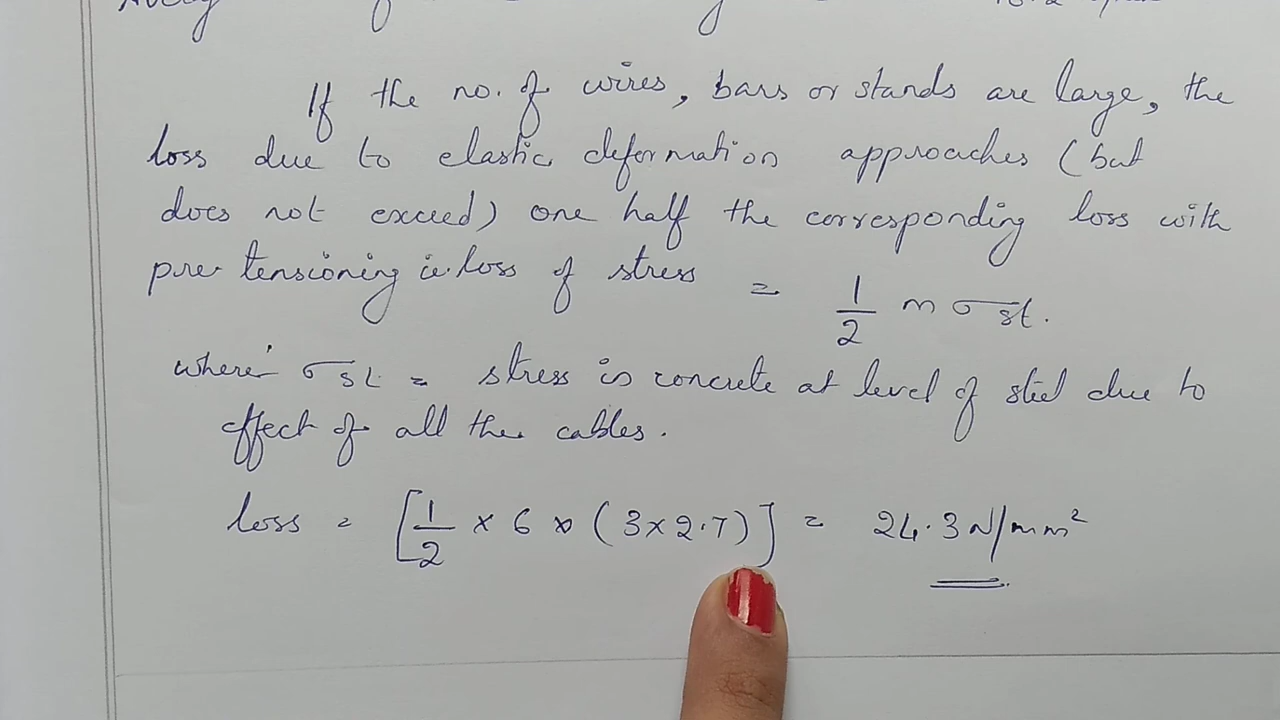 If the no. of wires, bars or stands are large, the
loss due to elastic deformation approaches (but
does not exceed) one half the corresponding loss with
pre-tensioning ie. loss of stress = 1/2 m σst.
where σst = stress in concrete at level of steel due to
effect of all the cables.
loss = [1/2 × 6 × (3×2.7)] = 24.3 N/mm²